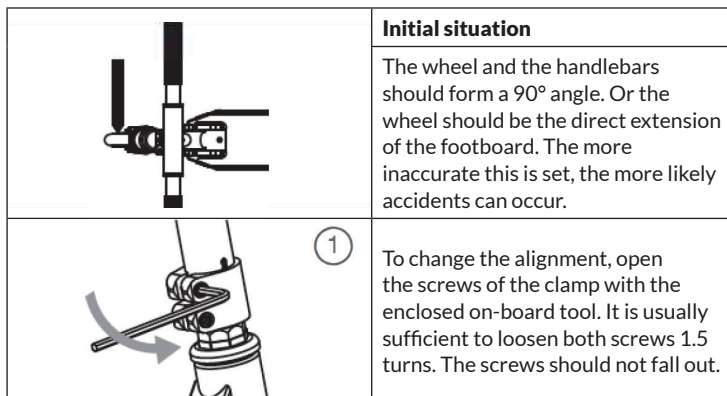 Initial situation
The wheel and the handlebars
should form a 90° angle. Or the
wheel should be the direct extension
of the footboard. The more
inaccurate this is set, the more likely
accidents can occur.
1
To change the alignment, open
the screws of the clamp with the
enclosed on-board tool. It is usually
sufficient to loosen both screws 1.5
turns. The screws should not fall out.